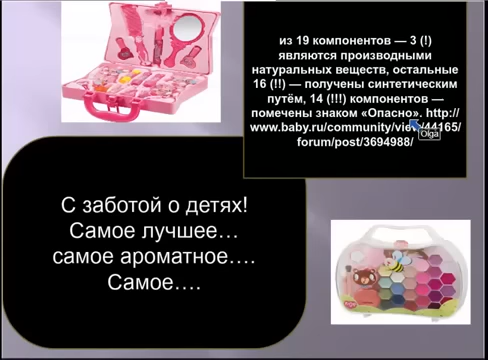 из 19 компонентов — 3 (!)
являются производными
натуральных веществ, остальные
16 (!!) — получены синтетическим
путём, 14 (!!!) компонентов —
помечены знаком «Опасно». http://
www.baby.ru/community/view/44165/
forum/post/3694988/
Olga
С заботой о детях!
Самое лучшее…
самое ароматное….
Самое….